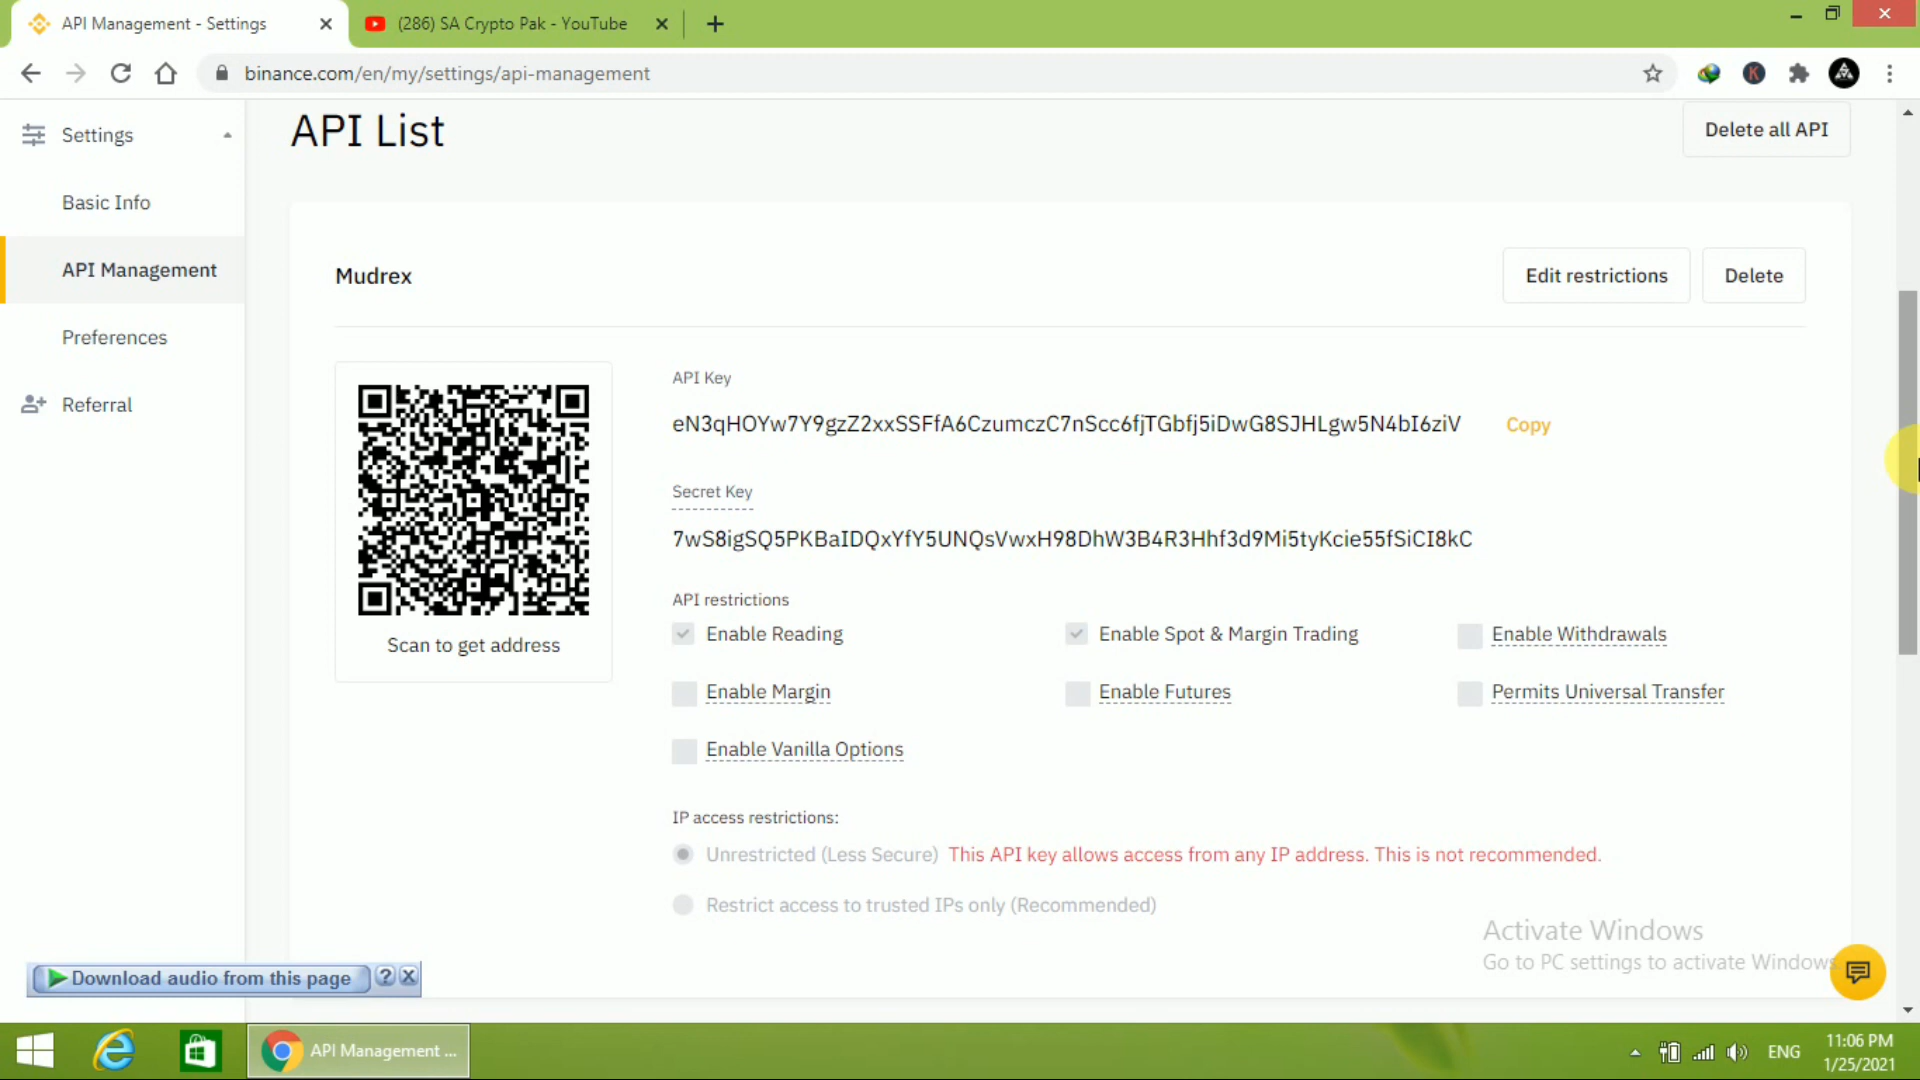 API Management - Settings
(286) SA Crypto Pak - YouTube
binance.com/en/my/settings/api-management
Settings
Basic Info
API Management
Preferences
Referral
API List
Delete all API
Mudrex
Edit restrictions
Delete
Scan to get address
API Key
eN3qHOYw7Y9gzZ2xxSSFfA6CzumczC7nScc6fjTGbfj5iDwG8SJHLgw5N4bI6ziV
Copy
Secret Key
7wS8igSQ5PKBaIDQxYfY5UNQsVwxH98DhW3B4R3Hhf3d9Mi5tyKcie55fSiCI8kC
API restrictions
Enable Reading
Enable Spot & Margin Trading
Enable Withdrawals
Enable Margin
Enable Futures
Permits Universal Transfer
Enable Vanilla Options
IP access restrictions:
Unrestricted (Less Secure) This API key allows access from any IP address. This is not recommended.
Restrict access to trusted IPs only (Recommended)
Activate Windows
Go to PC settings to activate Windows.
Download audio from this page
?
API Management ...
ENG
11:06 PM
1/25/2021